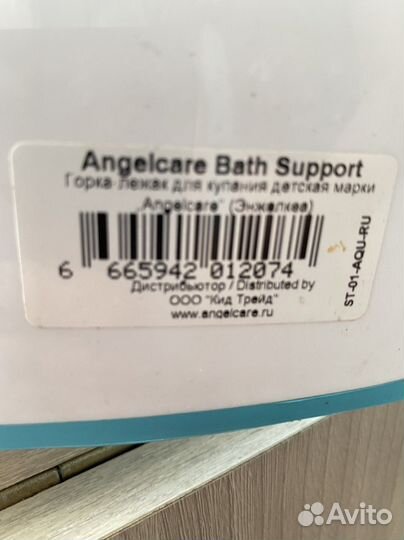 Angelcare Bath Support
Горка-лежак для купания детская марки
"Angelcare" (Энжелкеа)
6 665942 012074
Дистрибьютор / Distributed by
ООО "Кид Трейд"
www.angelcare.ru
ST-01-AQU-RU
Avito